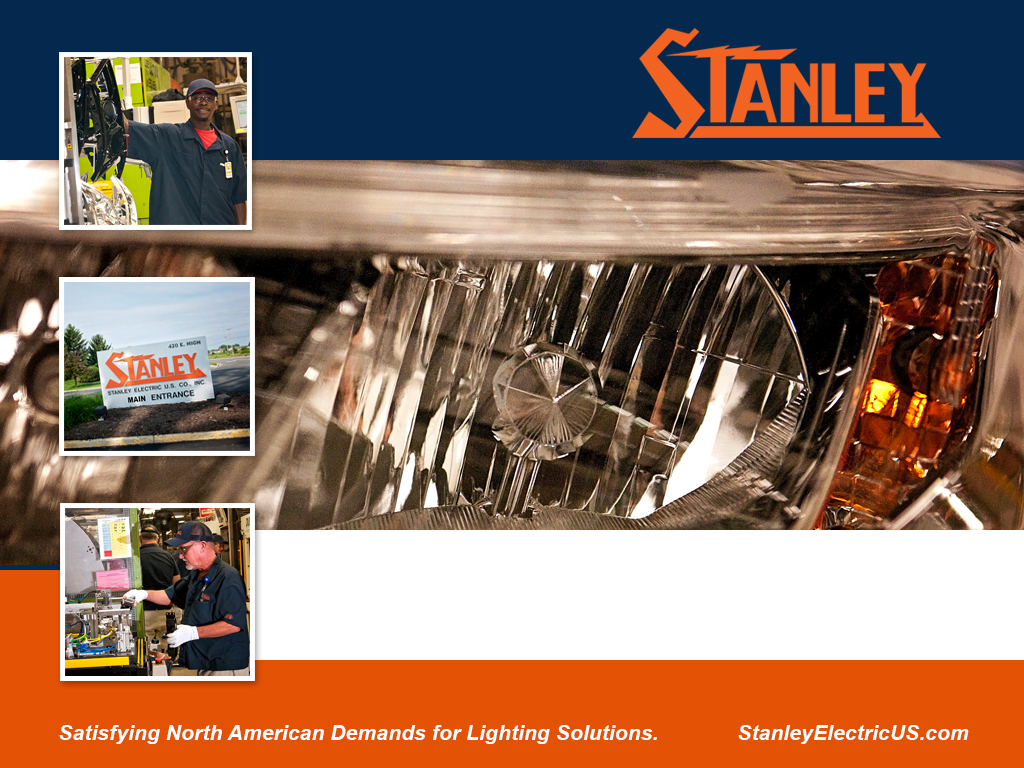 STANLEY
420 E. HIGH
STANLEY
STANLEY ELECTRIC U.S. CO., INC.
MAIN ENTRANCE
Satisfying North American Demands for Lighting Solutions.
StanleyElectricUS.com